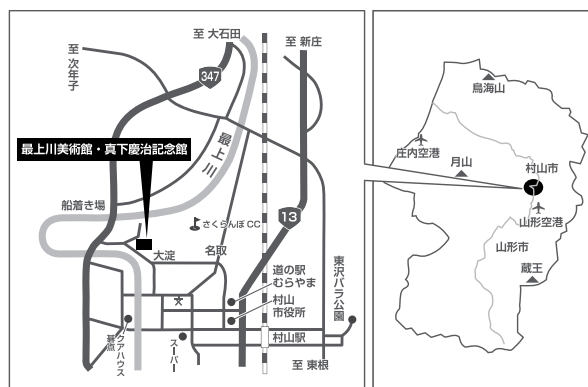 至 大石田
至 新庄
至 次年子
347
最上川美術館・真下慶治記念館
最上川
船着き場
さくらんぼCC
13
大淀
名取
道の駅
むらやま
村山
市役所
東沢バラ公園
クアハウス
碁点
スーパー
村山駅
至 東根
鳥海山
庄内空港
月山
村山市
山形空港
山形市
蔵王